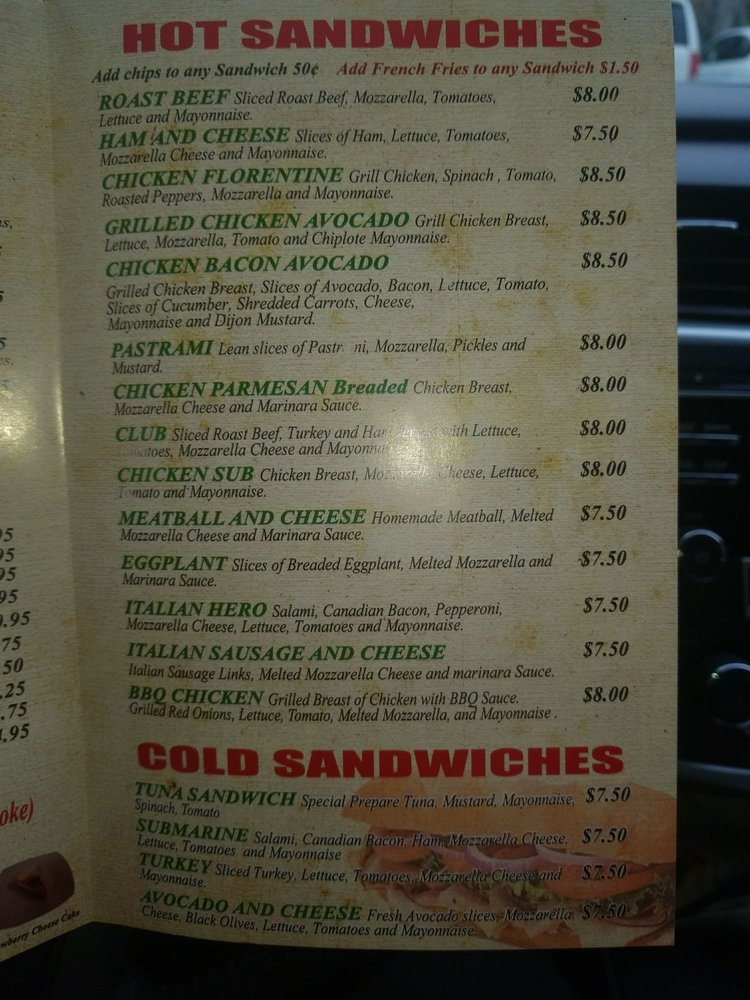 HOT SANDWICHES
Add chips to any Sandwich 50¢ Add French Fries to any Sandwich $1.50
ROAST BEEF Sliced Roast Beef, Mozzarella, Tomatoes, $8.00
Lettuce and Mayonnaise.
HAM AND CHEESE Slices of Ham, Lettuce, Tomatoes, $7.50
Mozzarella Cheese and Mayonnaise.
CHICKEN FLORENTINE Grill Chicken, Spinach , Tomato, $8.50
Roasted Peppers, Mozzarella and Mayonnaise.
GRILLED CHICKEN AVOCADO Grill Chicken Breast, $8.50
Lettuce, Mozzarella, Tomato and Chiplote Mayonnaise.
CHICKEN BACON AVOCADO $8.50
Grilled Chicken Breast, Slices of Avocado, Bacon, Lettuce, Tomato,
Slices of Cucumber, Shredded Carrots, Cheese,
Mayonnaise and Dijon Mustard.
PASTRAMI Lean slices of Pastrami, Mozzarella, Pickles and $8.00
Mustard.
CHICKEN PARMESAN Breaded Chicken Breast, $8.00
Mozzarella Cheese and Marinara Sauce.
CLUB Sliced Roast Beef, Turkey and with Lettuce, $8.00
Tomatoes, Mozzarella Cheese and Mayonnaise.
CHICKEN SUB Chicken Breast, Mozzarella Cheese, Lettuce, $8.00
Tomato and Mayonnaise.
MEATBALL AND CHEESE Homemade Meatball, Melted $7.50
Mozzarella Cheese and Marinara Sauce.
EGGPLANT Slices of Breaded Eggplant, Melted Mozzarella and $7.50
Marinara Sauce.
ITALIAN HERO Salami, Canadian Bacon, Pepperoni, $7.50
Mozzarella Cheese, Lettuce, Tomatoes and Mayonnaise.
ITALIAN SAUSAGE AND CHEESE $7.50
Italian Sausage Links, Melted Mozzarella Cheese and marinara Sauce.
BBQ CHICKEN Grilled Breast of Chicken with BBQ Sauce. $8.00
Grilled Red Onions, Lettuce, Tomato, Melted Mozzarella, and Mayonnaise .
COLD SANDWICHES
TUNA SANDWICH Special Prepare Tuna, Mustard, Mayonnaise, $7.50
Spinach, Tomato
SUBMARINE Salami, Canadian Bacon, Ham, Mozzarella Cheese, $7.50
Lettuce, Tomatoes and Mayonnaise
TURKEY Sliced Turkey, Lettuce, Tomatoes, Mozzarella Cheese and $7.50
Mayonnaise.
AVOCADO AND CHEESE Fresh Avocado slices, Mozzarella $7.50
Cheese, Black Olives, Lettuce, Tomatoes and Mayonnaise.
.95
.75
.50
.25
.75
.95
oke)
wberry Cheese Cake